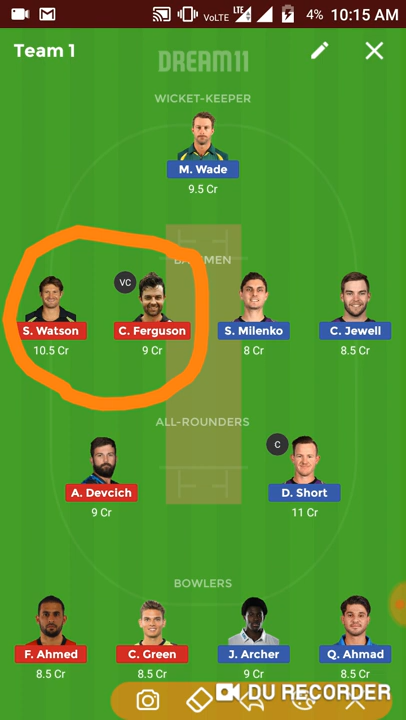 VoLTE LTE 4% 10:15 AM
Team 1
DREAM11
WICKET-KEEPER
M. Wade
9.5 Cr
BATSMEN
VC
S. Watson C. Ferguson S. Milenko C. Jewell
10.5 Cr 9 Cr 8 Cr 8.5 Cr
ALL-ROUNDERS
C
A. Devcich D. Short
9 Cr 11 Cr
BOWLERS
F. Ahmed C. Green J. Archer Q. Ahmad
8.5 Cr 8.5 Cr 9 Cr 8.5 Cr
DU RECORDER